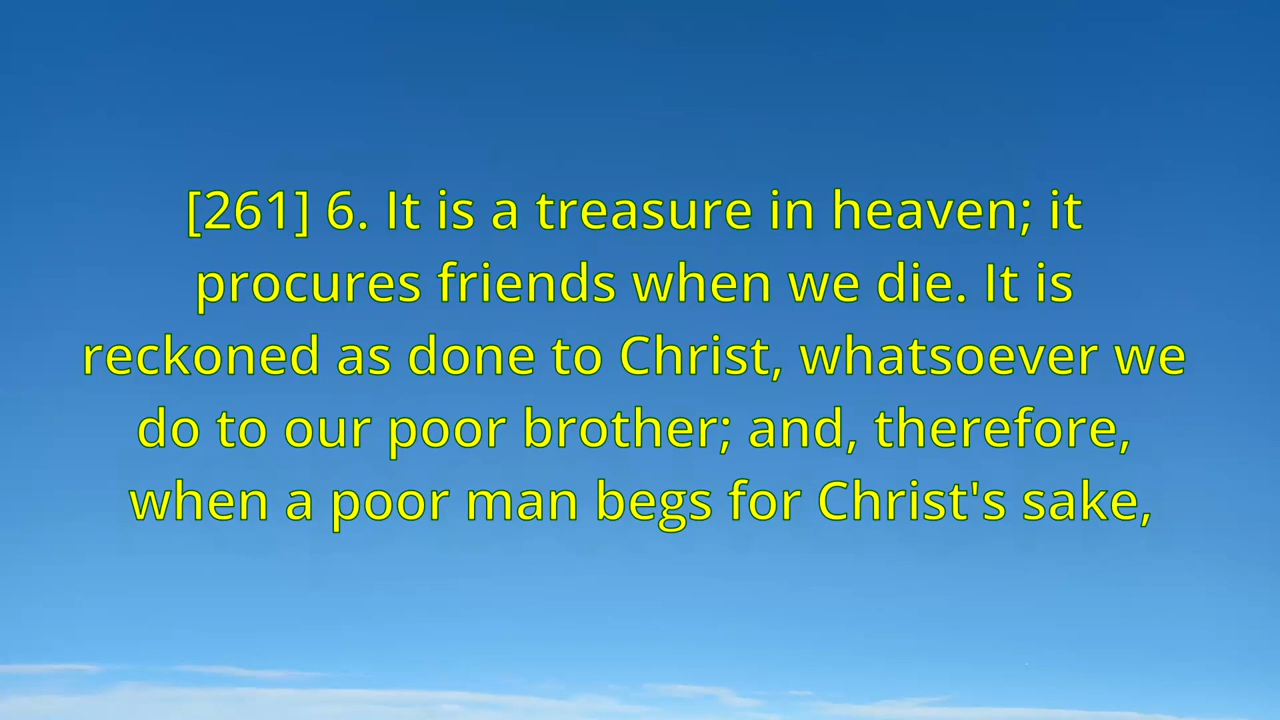 [261] 6. It is a treasure in heaven; it
procures friends when we die. It is
reckoned as done to Christ, whatsoever we
do to our poor brother; and, therefore,
when a poor man begs for Christ's sake,